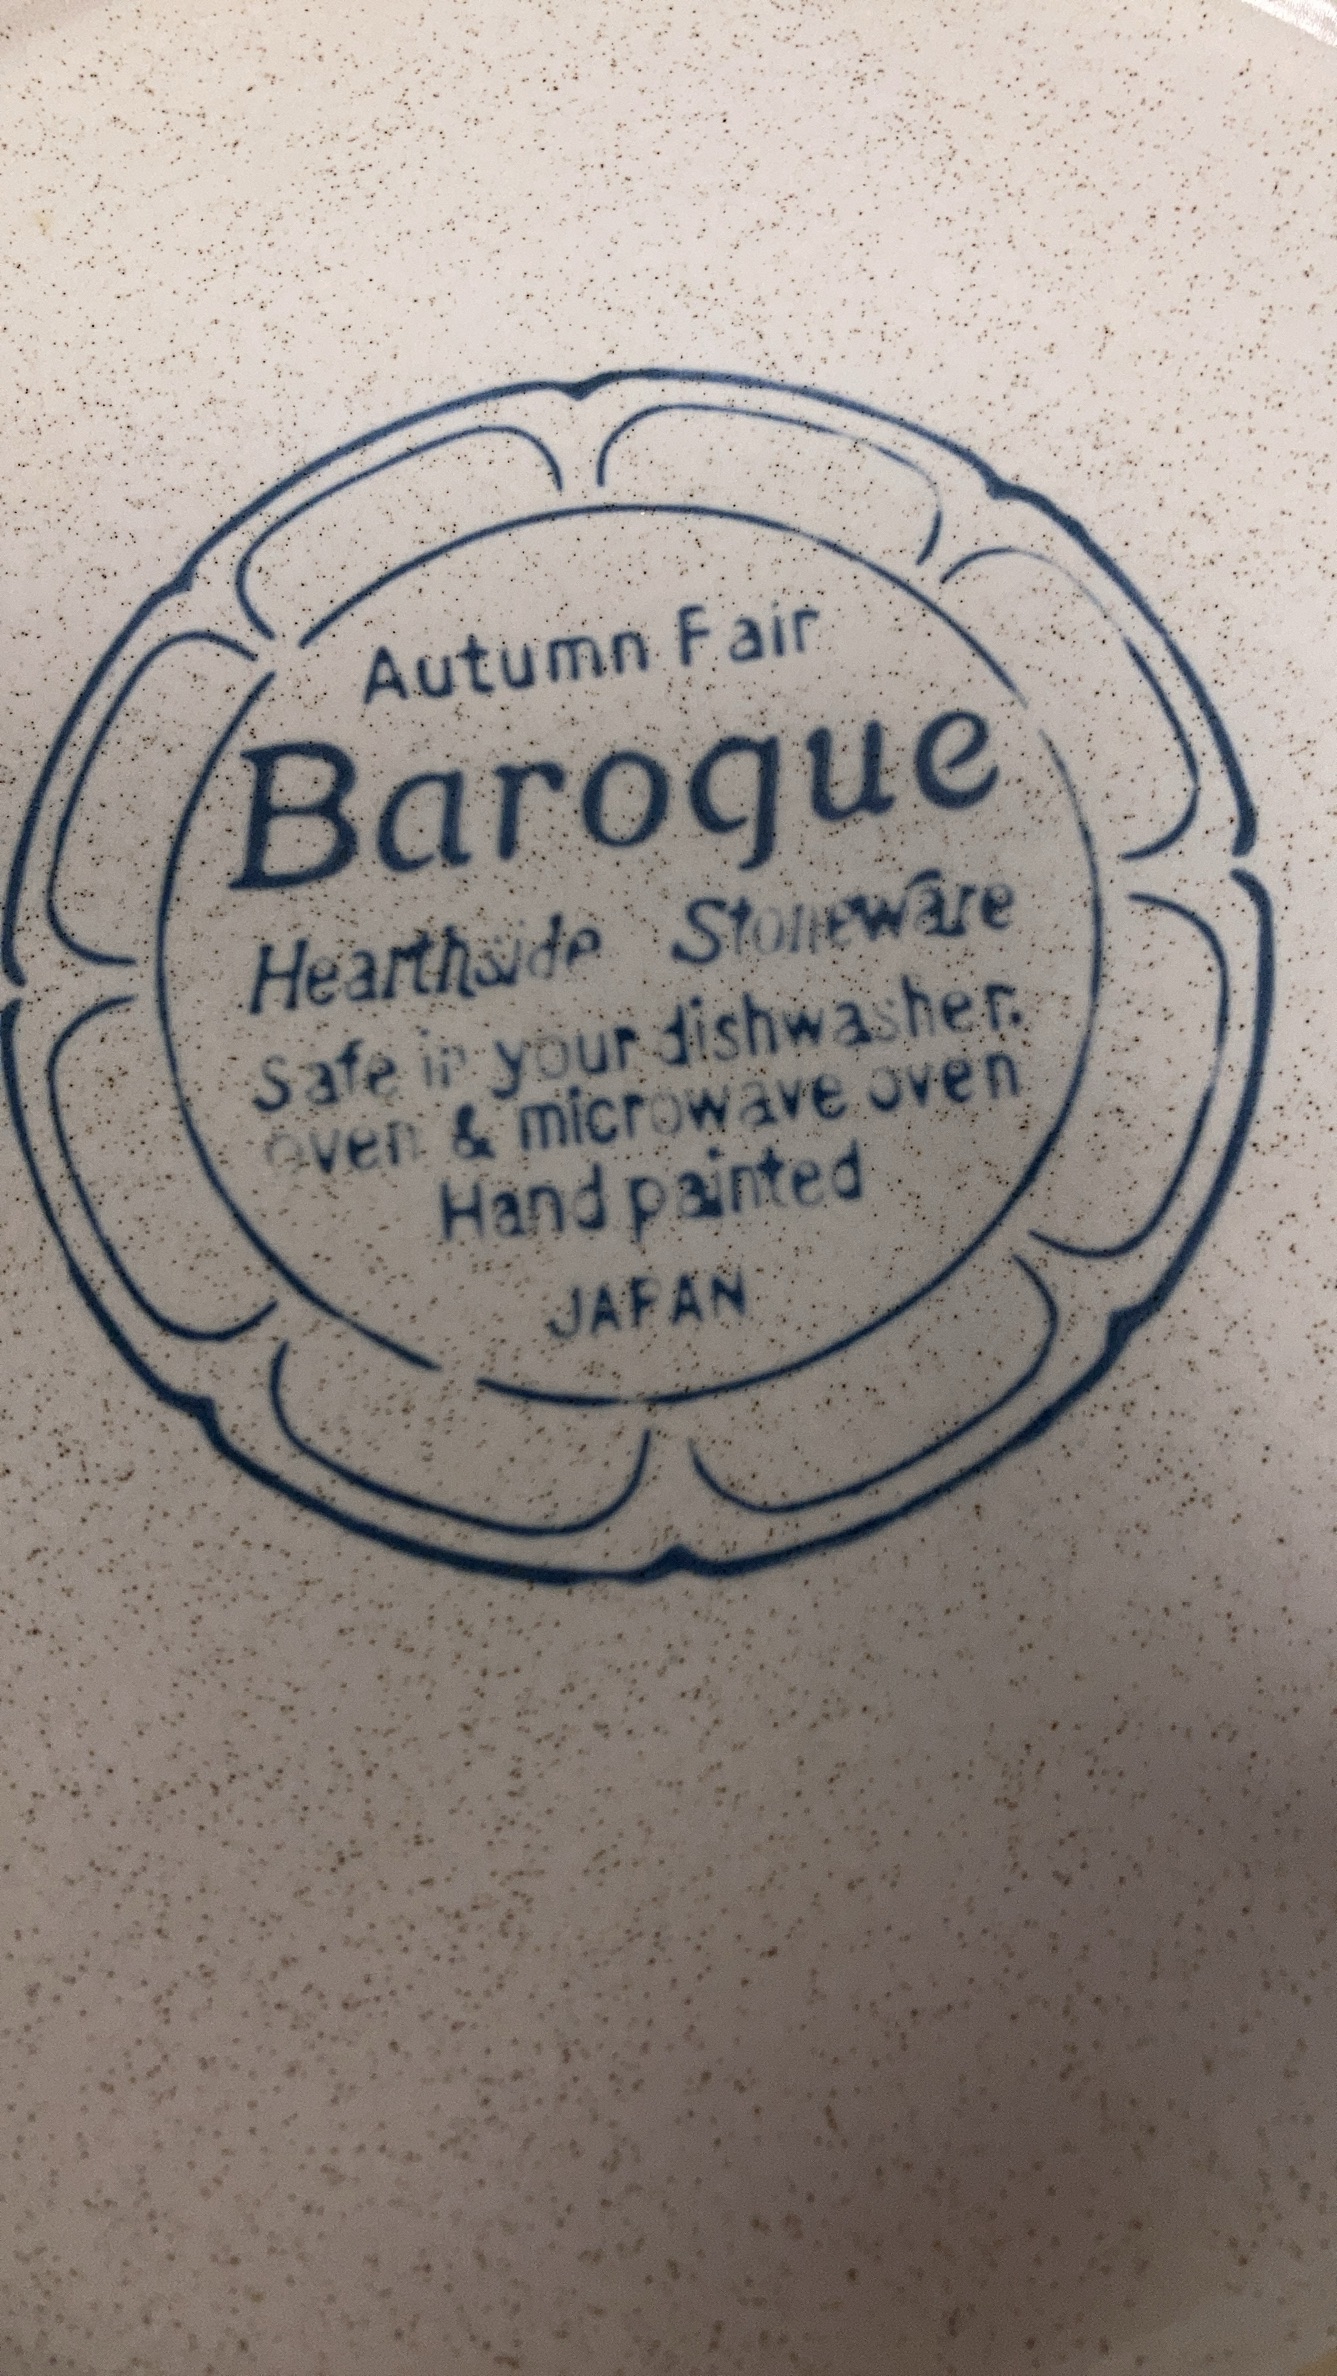 Autumn Fair
Baroque
Hearthside Stoneware
Safe in your dishwasher.
oven & microwave oven
Hand painted
JAPAN